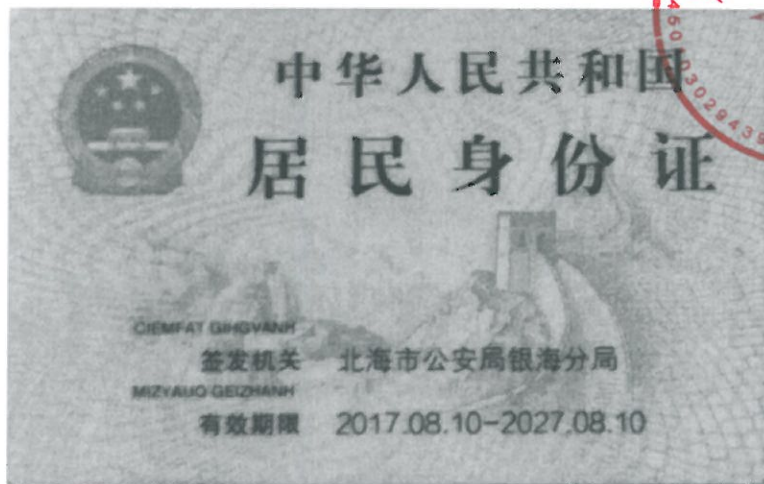 中华人民共和国
居民身份证
CIEMFAT GIHGVANH
签发机关 北海市公安局银海分局
MIZYAUQ GEIZHANH
有效期限 2017.08.10-2027.08.10